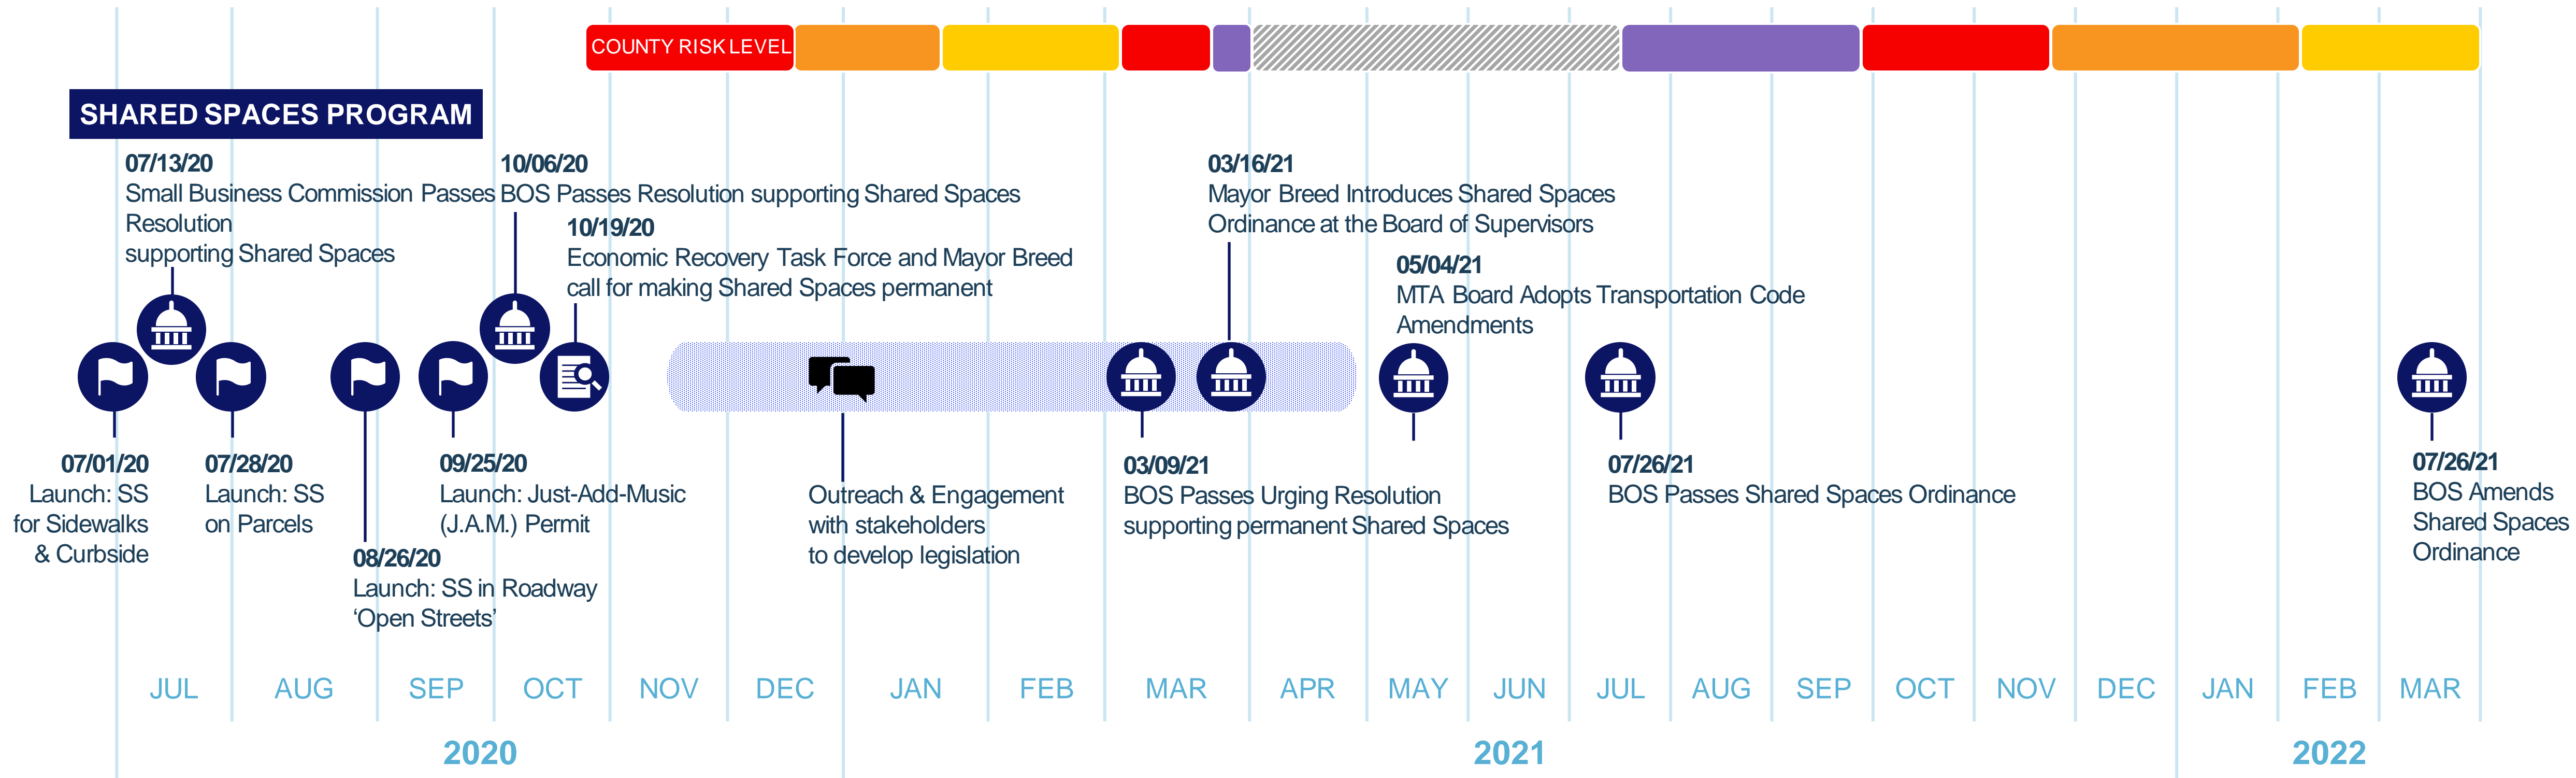 COUNTY RISK LEVEL
SHARED SPACES PROGRAM
07/13/20
Small Business Commission Passes
Resolution
supporting Shared Spaces
10/06/20
BOS Passes Resolution supporting Shared Spaces
10/19/20
Economic Recovery Task Force and Mayor Breed
call for making Shared Spaces permanent
03/16/21
Mayor Breed Introduces Shared Spaces
Ordinance at the Board of Supervisors
05/04/21
MTA Board Adopts Transportation Code
Amendments
07/01/20
Launch: SS
for Sidewalks
& Curbside
07/28/20
Launch: SS
on Parcels
08/26/20
Launch: SS in Roadway
‘Open Streets’
09/25/20
Launch: Just-Add-Music
(J.A.M.) Permit
Outreach & Engagement
with stakeholders
to develop legislation
03/09/21
BOS Passes Urging Resolution
supporting permanent Shared Spaces
07/26/21
BOS Passes Shared Spaces Ordinance
07/26/21
BOS Amends
Shared Spaces
Ordinance
JUL AUG SEP OCT NOV DEC JAN FEB MAR APR MAY JUN JUL AUG SEP OCT NOV DEC JAN FEB MAR
2020 2021 2022